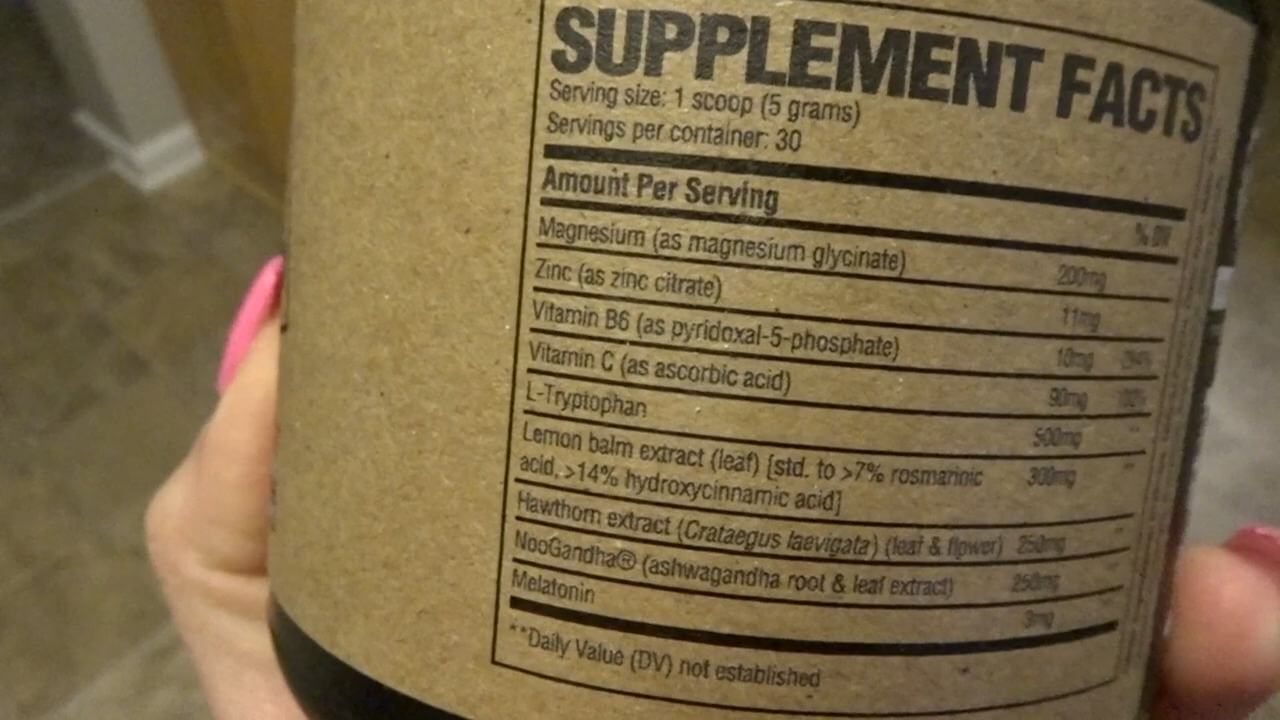 SUPPLEMENT FACTS
Serving size: 1 scoop (5 grams)
Servings per container: 30
Amount Per Serving
% DV
Magnesium (as magnesium glycinate) 200mg
Zinc (as zinc citrate) 11mg
Vitamin B6 (as pyridoxal-5-phosphate) 10mg
Vitamin C (as ascorbic acid) 90mg 100%
L-Tryptophan 500mg **
Lemon balm extract (leaf) [std. to >7% rosmarinic 300mg **
acid, >14% hydroxycinnamic acid]
Hawthorn extract (Crataegus laevigata) (leaf & flower) 250mg **
NooGandha® (ashwagandha root & leaf extract) 250mg
Melatonin 3mg
**Daily Value (DV) not established